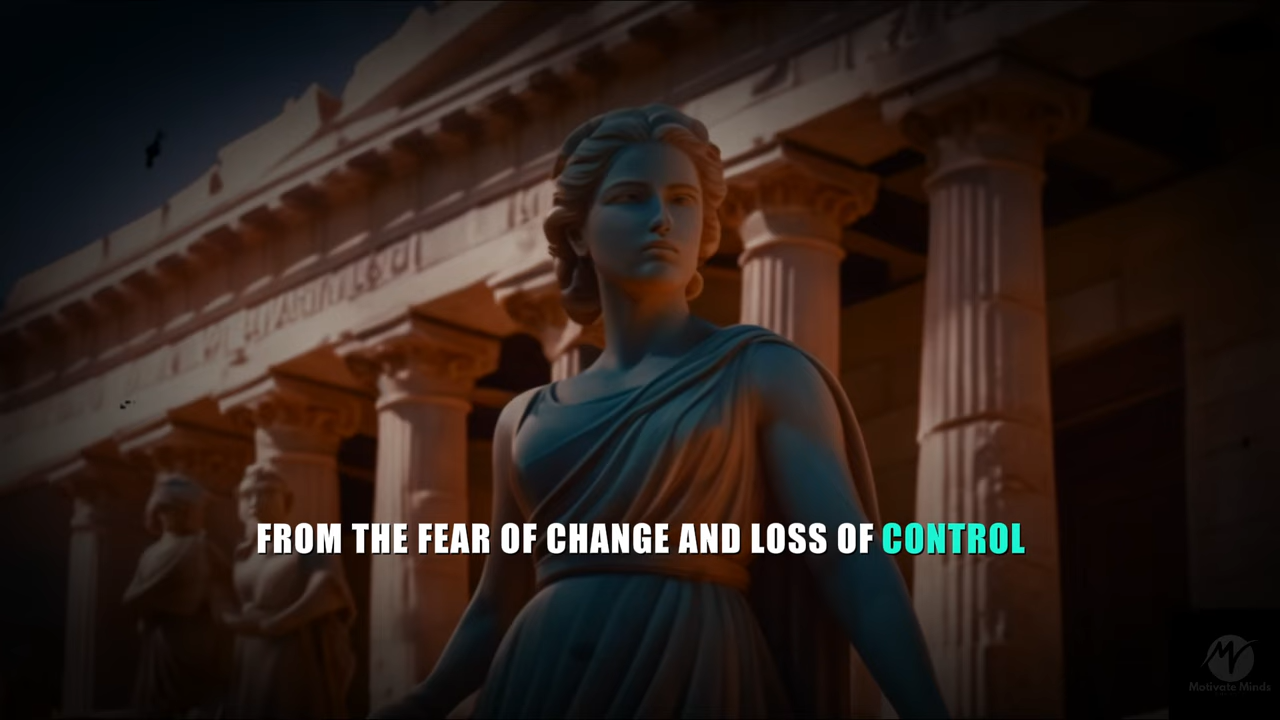 FROM THE FEAR OF CHANGE AND LOSS OF CONTROL
Motivate Minds